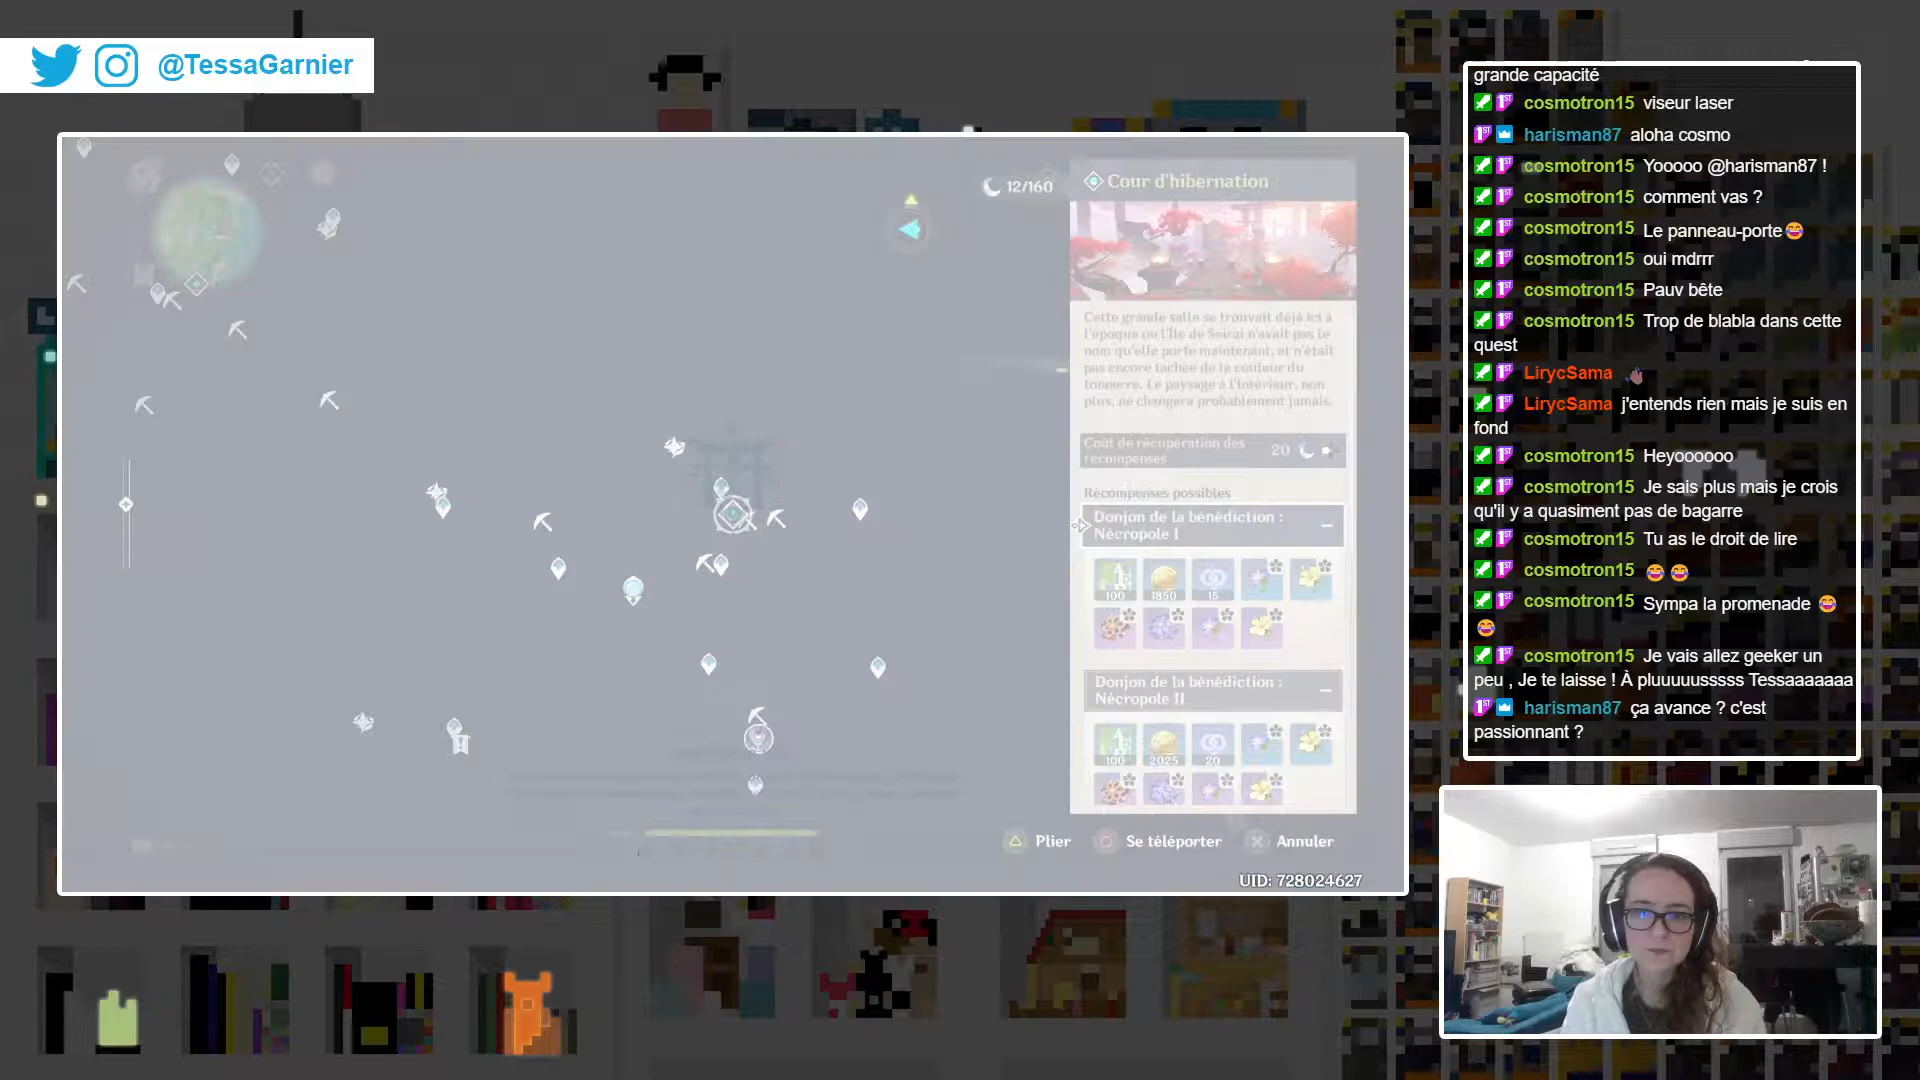 @TessaGarnier
12/160
Cour d'hibernation
Cette grande salle se trouvait déjà ici à
l'époque où l'île de Seirai n'avait pas le
nom qu'elle porte maintenant, et n'était
pas encore tachée de la couleur du
tonnerre. Le paysage à l'intérieur, non
plus, ne changera probablement jamais.
Coût de récupération des
récompenses
20
Récompenses possibles
Donjon de la bénédiction :
Nécropole I
100
1850
15
Donjon de la bénédiction :
Nécropole II
100
2025
20
Plier
Se téléporter
Annuler
UID: 728024627
grande capacité
cosmotron15 viseur laser
harisman87 aloha cosmo
cosmotron15 Yooooo @harisman87 !
cosmotron15 comment vas ?
cosmotron15 Le panneau-porte😂
cosmotron15 oui mdrrr
cosmotron15 Pauv bête
cosmotron15 Trop de blabla dans cette
quest
LirycSama 👋🏾
LirycSama j'entends rien mais je suis en
fond
cosmotron15 Heyoooooo
cosmotron15 Je sais plus mais je crois
qu'il y a quasiment pas de bagarre
cosmotron15 Tu as le droit de lire
cosmotron15 😂 😂
cosmotron15 Sympa la promenade 😂
😂
cosmotron15 Je vais allez geeker un
peu , Je te laisse ! À pluuuuusssss Tessaaaaaaa
harisman87 ça avance ? c'est
passionnant ?